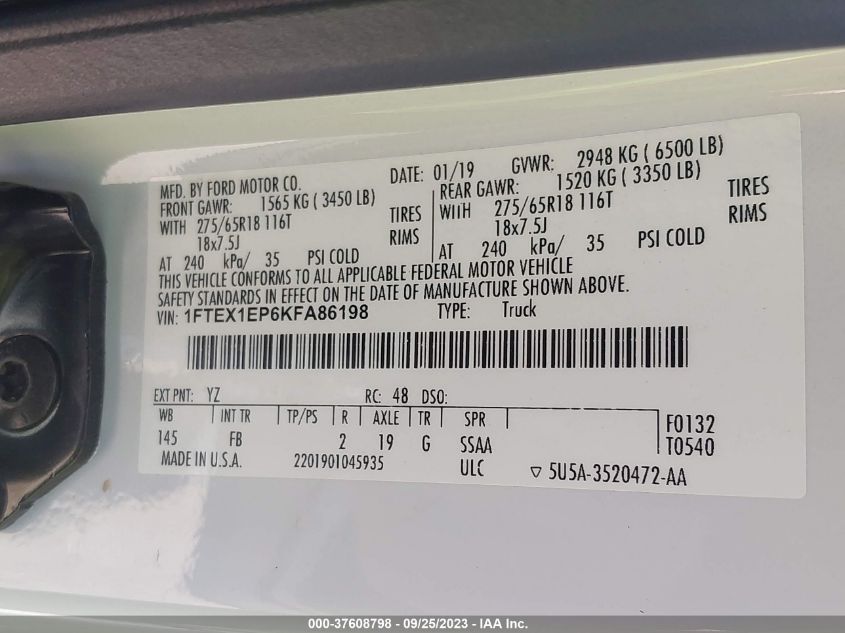 MFD. BY FORD MOTOR CO.
DATE: 01/19 GVWR: 2948 KG ( 6500 LB)
FRONT GAWR: 1565 KG ( 3450 LB)
REAR GAWR: 1520 KG ( 3350 LB)
WITH 275/65R18 116T TIRES
WITH 275/65R18 116T TIRES
18x7.5J RIMS
18x7.5J RIMS
AT 240 kPa/ 35 PSI COLD
AT 240 kPa/ 35 PSI COLD
THIS VEHICLE CONFORMS TO ALL APPLICABLE FEDERAL MOTOR VEHICLE
SAFETY STANDARDS IN EFFECT ON THE DATE OF MANUFACTURE SHOWN ABOVE.
VIN: 1FTEX1EP6KFA86198 TYPE: Truck
EXT PNT: YZ RC: 48 DSO:
WB INT TR TP/PS R AXLE TR SPR
145 FB 2 19 G SSAA
F0132
T0540
MADE IN U.S.A. 2201901045935 ULC ▽ 5U5A-3520472-AA
000-37608798 - 09/25/2023 - IAA Inc.